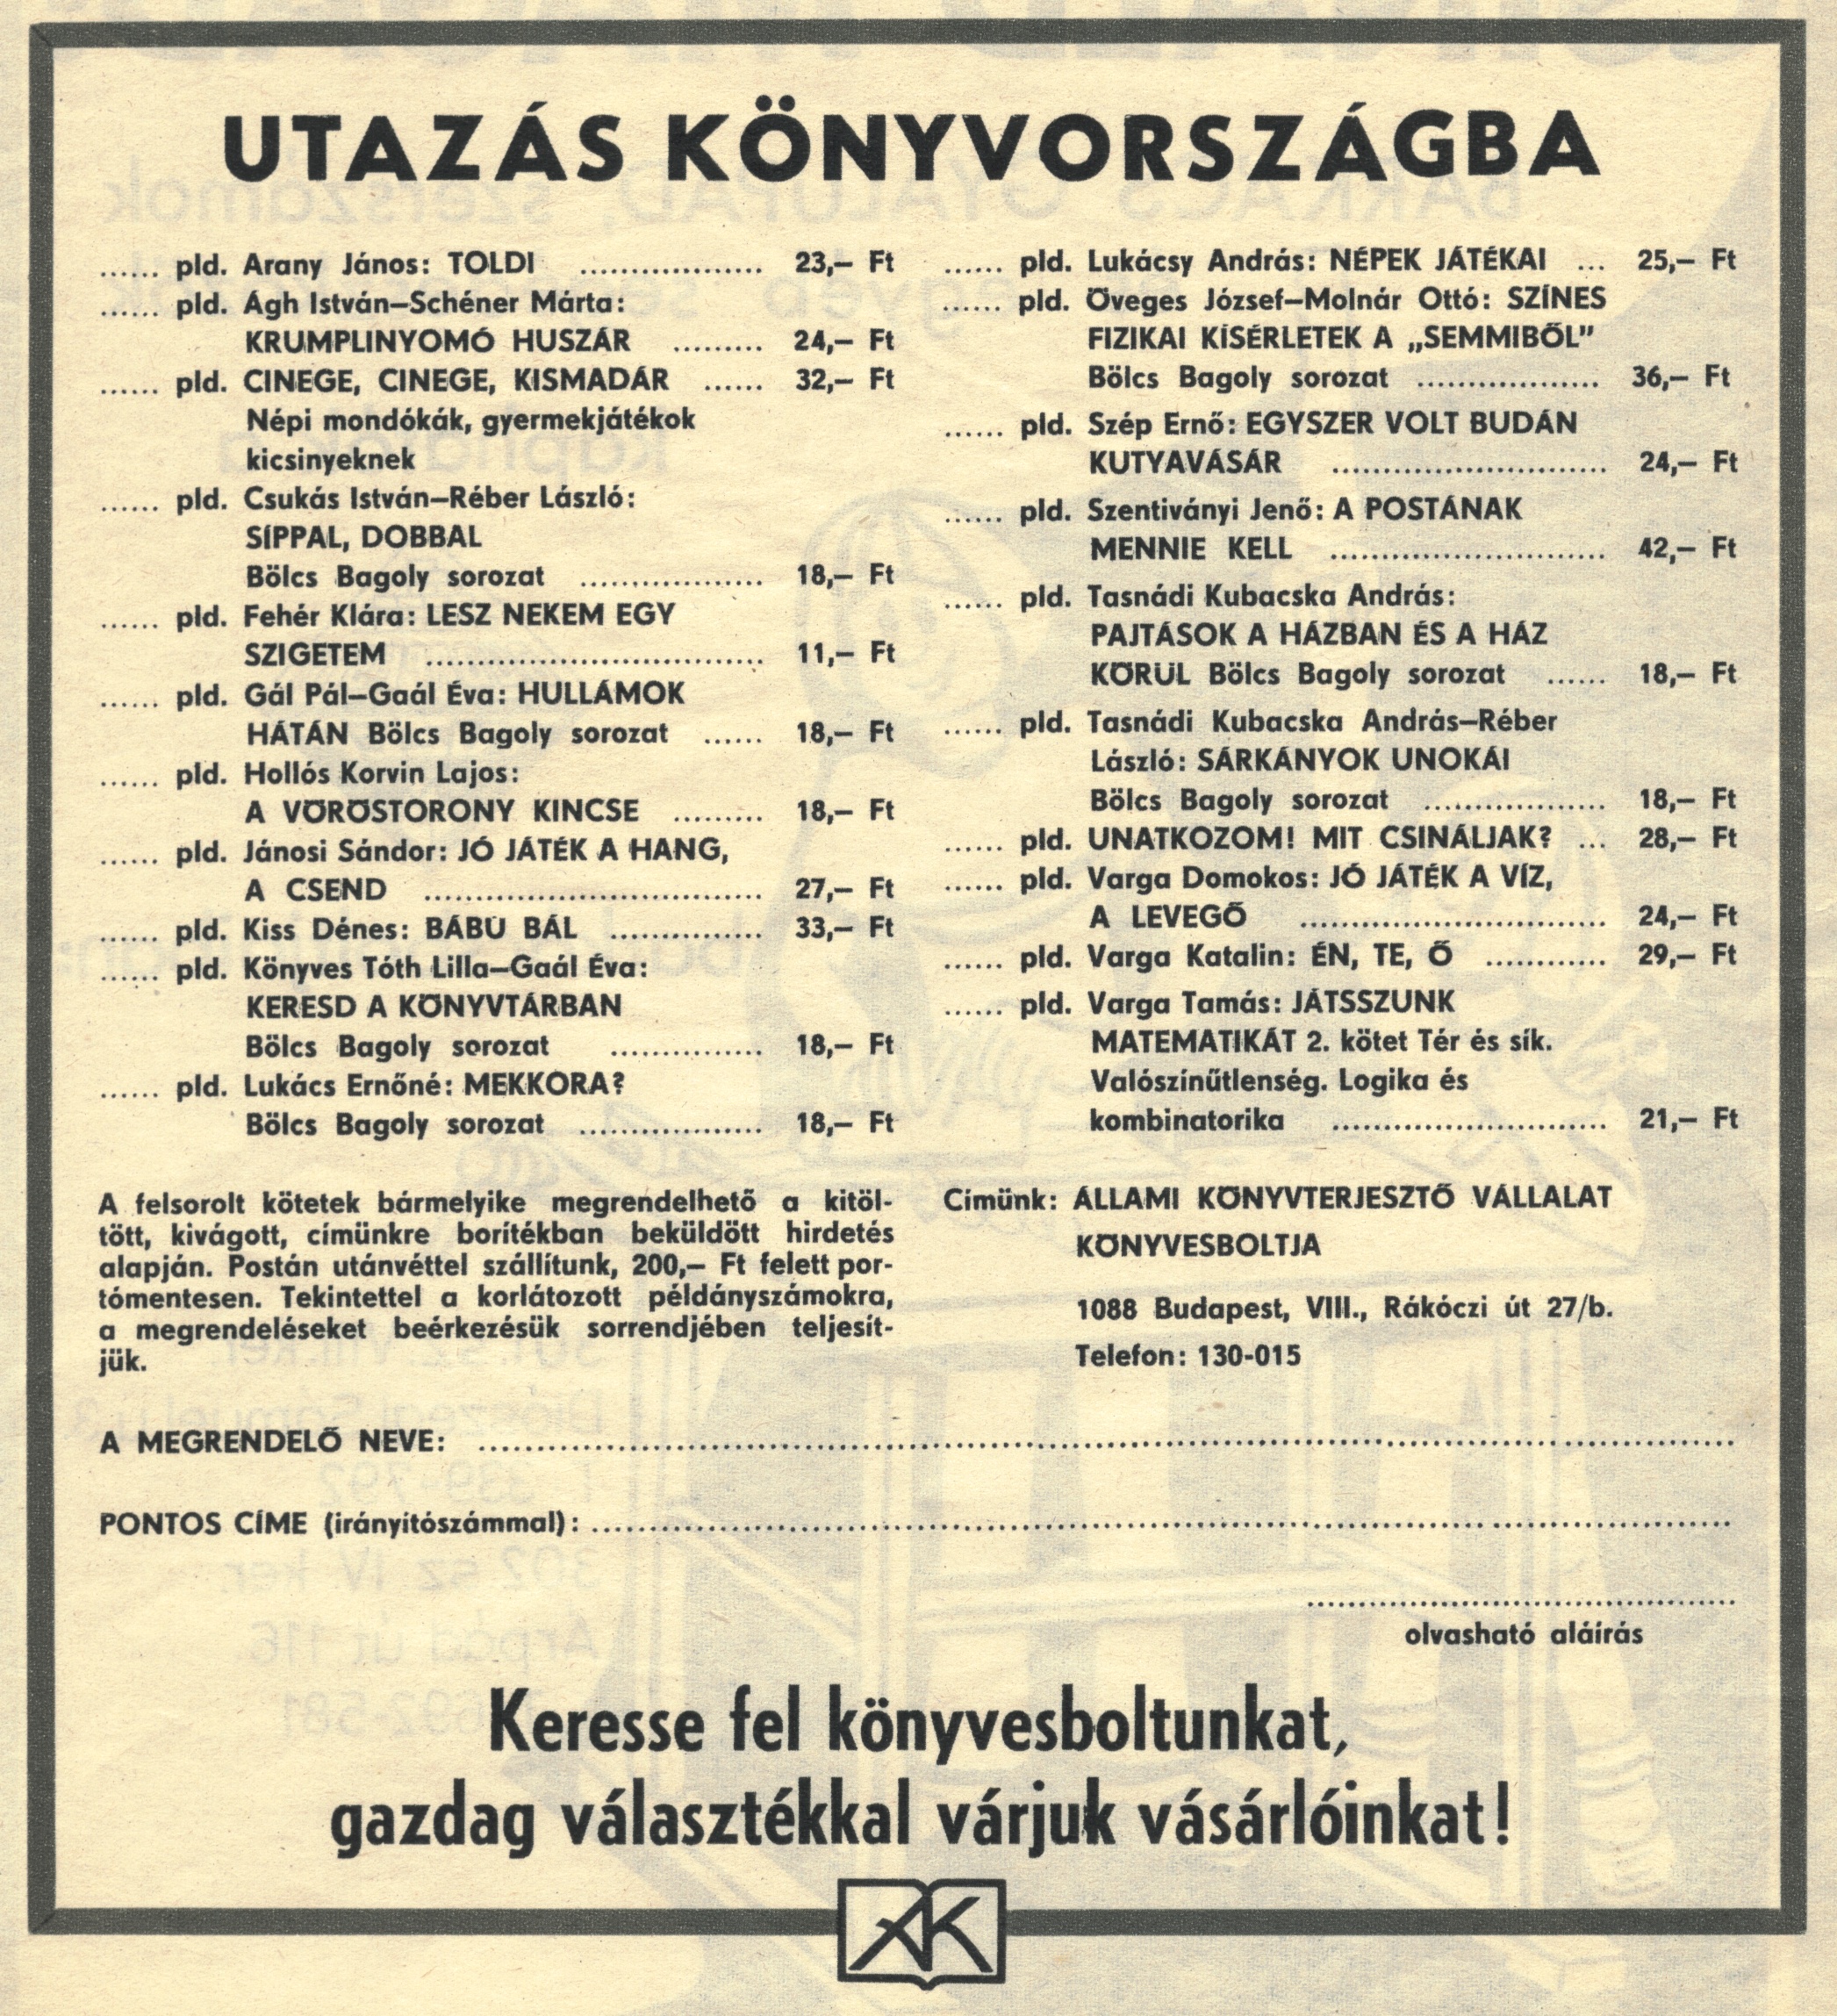 UTAZÁS KÖNYVORSZÁGBA
...... pld. Arany János: TOLDI .................. 23,— Ft
...... pld. Ágh István—Schéner Márta:
KRUMPLINYOMÓ HUSZÁR ......... 24,— Ft
...... pld. CINEGE, CINEGE, KISMADÁR ...... 32,— Ft
Népi mondókák, gyermekjátékok
kicsinyeknek
...... pld. Csukás István—Réber László:
SÍPPAL, DOBBAL
Bölcs Bagoly sorozat .................. 18,— Ft
...... pld. Fehér Klára: LESZ NEKEM EGY
SZIGETEM ................................. 11,— Ft
...... pld. Gál Pál—Gaál Éva: HULLÁMOK
HÁTÁN Bölcs Bagoly sorozat ...... 18,— Ft
...... pld. Hollós Korvin Lajos:
A VÖRÖSTORONY KINCSE ......... 18,— Ft
...... pld. Jánosi Sándor: JÓ JÁTÉK A HANG,
A CSEND ................................. 27,— Ft
...... pld. Kiss Dénes: BÁBÚ BÁL ............... 33,— Ft
...... pld. Könyves Tóth Lilla—Gaál Éva:
KERESD A KÖNYVTÁRBAN
Bölcs Bagoly sorozat ............... 18,— Ft
...... pld. Lukács Ernőné: MEKKORA?
Bölcs Bagoly sorozat .................. 18,— Ft
...... pld. Lukácsy András: NÉPEK JÁTÉKAI ... 25,— Ft
...... pld. Öveges József—Molnár Ottó: SZÍNES
FIZIKAI KÍSÉRLETEK A „SEMMIBŐL”
Bölcs Bagoly sorozat .................. 36,— Ft
...... pld. Szép Ernő: EGYSZER VOLT BUDÁN
KUTYAVÁSÁR ........................... 24,— Ft
...... pld. Szentiványi Jenő: A POSTÁNAK
MENNIE KELL ........................... 42,— Ft
...... pld. Tasnádi Kubacska András:
PAJTÁSOK A HÁZBAN ÉS A HÁZ
KÖRÜL Bölcs Bagoly sorozat ...... 18,— Ft
...... pld. Tasnádi Kubacska András—Réber
László: SÁRKÁNYOK UNOKÁI
Bölcs Bagoly sorozat .................. 18,— Ft
...... pld. UNATKOZOM! MIT CSINÁLJAK? ... 28,— Ft
...... pld. Varga Domokos: JÓ JÁTÉK A VÍZ,
A LEVEGŐ .............................. 24,— Ft
...... pld. Varga Katalin: ÉN, TE, Ő ............ 29,— Ft
...... pld. Varga Tamás: JÁTSSZUNK
MATEMATIKÁT 2. kötet Tér és sík.
Valószínűtlenség. Logika és
kombinatorika ........................... 21,— Ft
A felsorolt kötetek bármelyike megrendelhető a kitöl-
tött, kivágott, címünkre borítékban beküldött hirdetés
alapján. Postán utánvéttel szállítunk, 200,— Ft felett por-
tómentesen. Tekintettel a korlátozott példányszámokra,
a megrendeléseket beérkezésük sorrendjében teljesít-
jük.
Címünk: ÁLLAMI KÖNYVTERJESZTŐ VÁLLALAT
KÖNYVESBOLTJA
1088 Budapest, VIII., Rákóczi út 27/b.
Telefon: 130-015
A MEGRENDELŐ NEVE: ..............................................................
PONTOS CÍME (irányítószámmal): ..............................................................
..........................................
olvasható aláírás
Keresse fel könyvesboltunkat,
gazdag választékkal várjuk vásárlóinkat!
ÁK